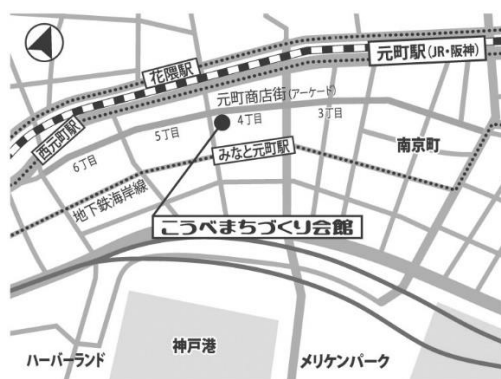 元町駅(JR・阪神)
花隈駅
元町商店街(アーケード)
西元町駅
5丁目
4丁目
3丁目
6丁目
みなと元町駅
南京町
地下鉄海岸線
こうべまちづくり会館
神戸港
ハーバーランド
メリケンパーク